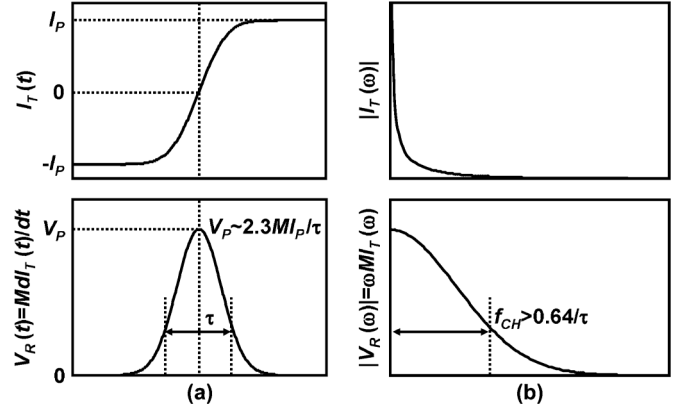 I_T (t)
I_P
0
-I_P
|I_T (ω)|
V_R (t)=MdI_T (t)/dt
V_P
V_P~2.3MI_P/τ
τ
0
(a)
|V_R (ω)|=ωMI_T (ω)
f_CH>0.64/τ
(b)